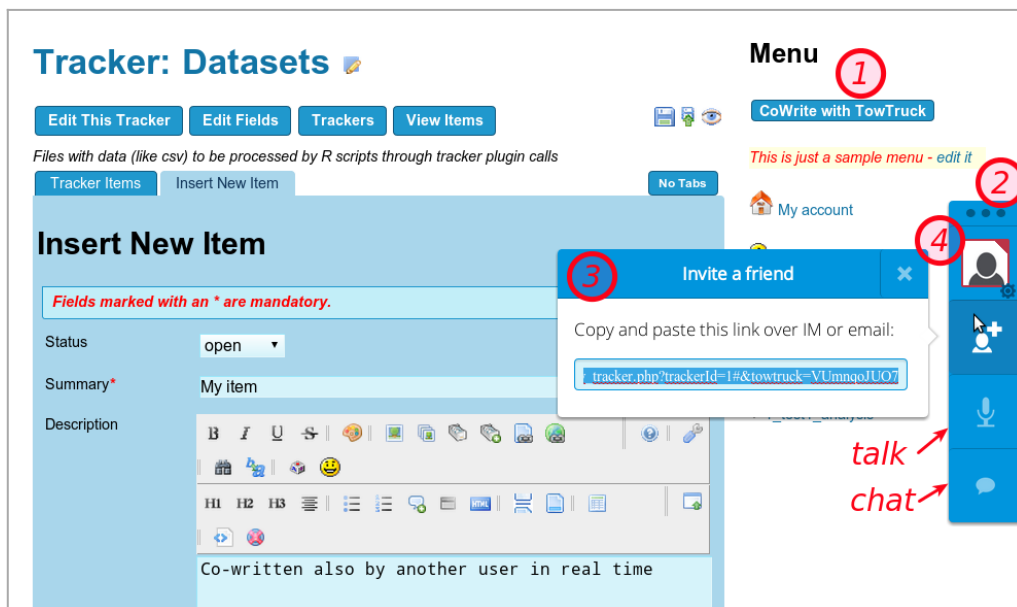 Tracker: Datasets
Menu
1
Edit This Tracker Edit Fields Trackers View Items
CoWrite with TowTruck
Files with data (like csv) to be processed by R scripts through tracker plugin calls
This is just a sample menu - edit it
Tracker Items Insert New Item No Tabs
2
My account
Insert New Item
4
3 Invite a friend
Fields marked with an * are mandatory.
Copy and paste this link over IM or email:
Status open
_tracker.php?trackerId=1#&towtruck=VUmnqoJUO7
Summary* My item
Description
B I U S
talk
H1 H2 H3 HTML
chat
Co-written also by another user in real time